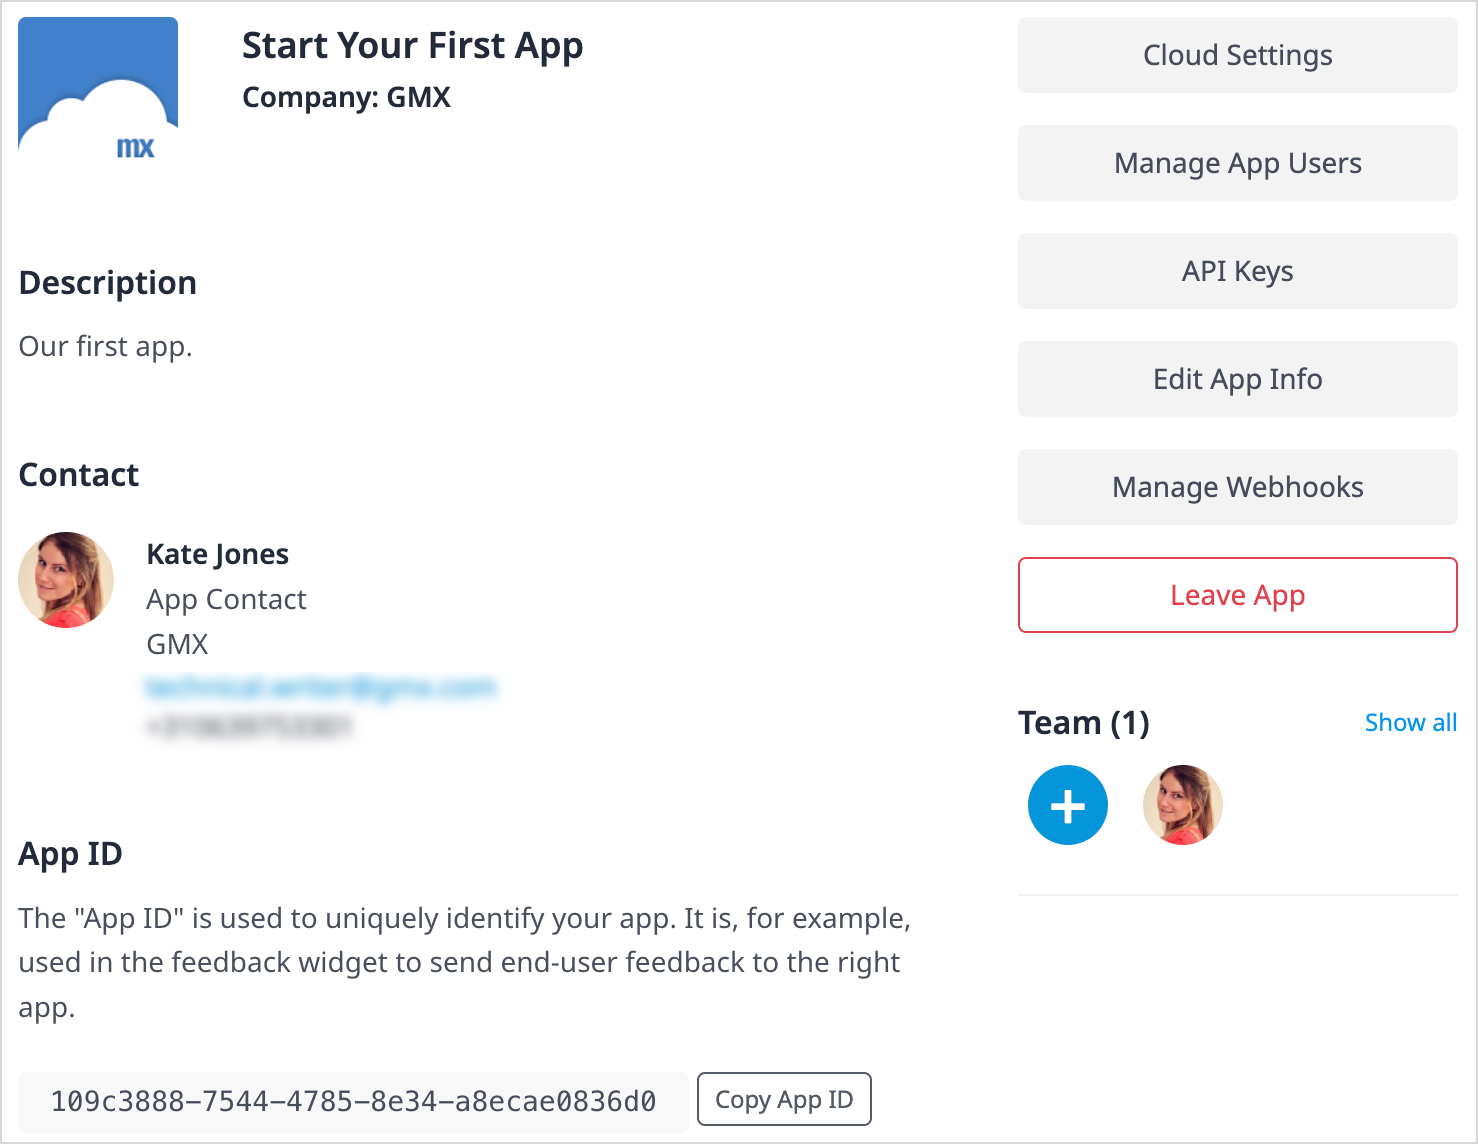 mx
Start Your First App
Company: GMX
Description
Our first app.
Contact
Kate Jones
App Contact
GMX
App ID
The "App ID" is used to uniquely identify your app. It is, for example,
used in the feedback widget to send end-user feedback to the right
app.
109c3888-7544-4785-8e34-a8ecae0836d0
Copy App ID
Cloud Settings
Manage App Users
API Keys
Edit App Info
Manage Webhooks
Leave App
Team (1)
Show all